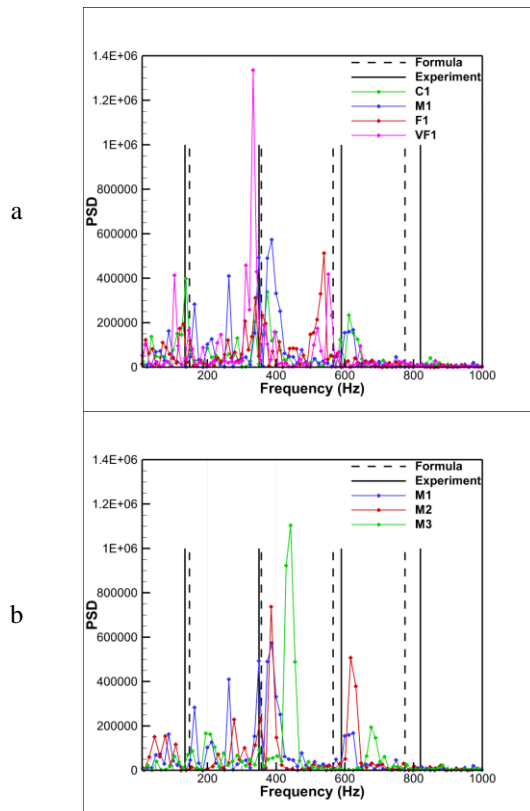 a
1.4E+06
1.2E+06
1E+06
800000
600000
400000
200000
0
PSD
200
400
600
800
1000
Frequency (Hz)
Formula
Experiment
C1
M1
F1
VF1
b
1.4E+06
1.2E+06
1E+06
800000
600000
400000
200000
0
PSD
200
400
600
800
1000
Frequency (Hz)
Formula
Experiment
M1
M2
M3